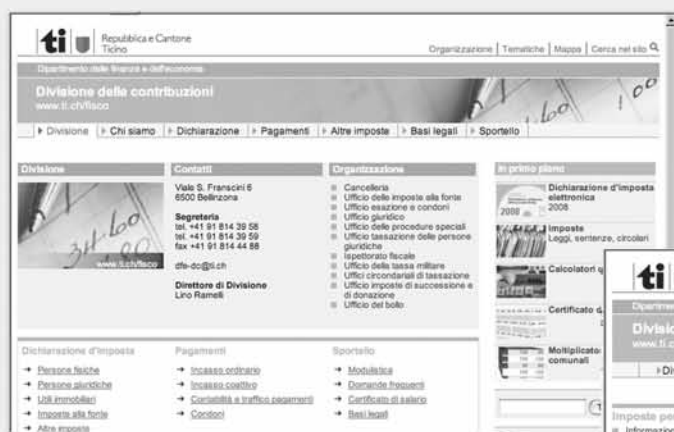 ti
Repubblica e Cantone
Ticino
Organizzazione | Tematiche | Mappa | Cerca nel sito
Dipartimento delle finanze e dell'economia
Divisione delle contribuzioni
www.ti.ch/fisco
Divisione
Chi siamo
Dichiarazione
Pagamenti
Altre imposte
Basi legali
Sportello
Divisione
www.ti.ch/fisco
Contatti
Viale S. Franscini 6
6500 Bellinzona
Segreteria
tel. +41 91 814 39 58
tel. +41 91 814 39 59
fax +41 91 814 44 88
dfe-dc@ti.ch
Direttore di Divisione
Lino Ramelli
Organizzazione
Cancelleria
Ufficio delle imposte alla fonte
Ufficio esazione e condoni
Ufficio giuridico
Ufficio delle procedure speciali
Ufficio tassazione delle persone
giuridiche
Ispettorato fiscale
Ufficio della tassa militare
Uffici circondariali di tassazione
Ufficio imposte di successione e
di donazione
Ufficio del bollo
In primo piano
2008
Dichiarazione d'imposta
elettronica
2008
Imposte
Leggi, sentenze, circolari
Calcolatori
Certificato d
Moltiplicato
comunali
Dichiarazione d'imposta
Persone fisiche
Persone giuridiche
Utili immobiliari
Imposte alla fonte
Altre imposte
Pagamenti
Incasso ordinario
Incasso coattivo
Contabilità e traffico pagamenti
Condoni
Sportello
Modulistica
Domande frequenti
Certificato di salario
Basi legali
ti
Dipartime
Divisio
www.ti.c
Di
Imposte pe
Informazion